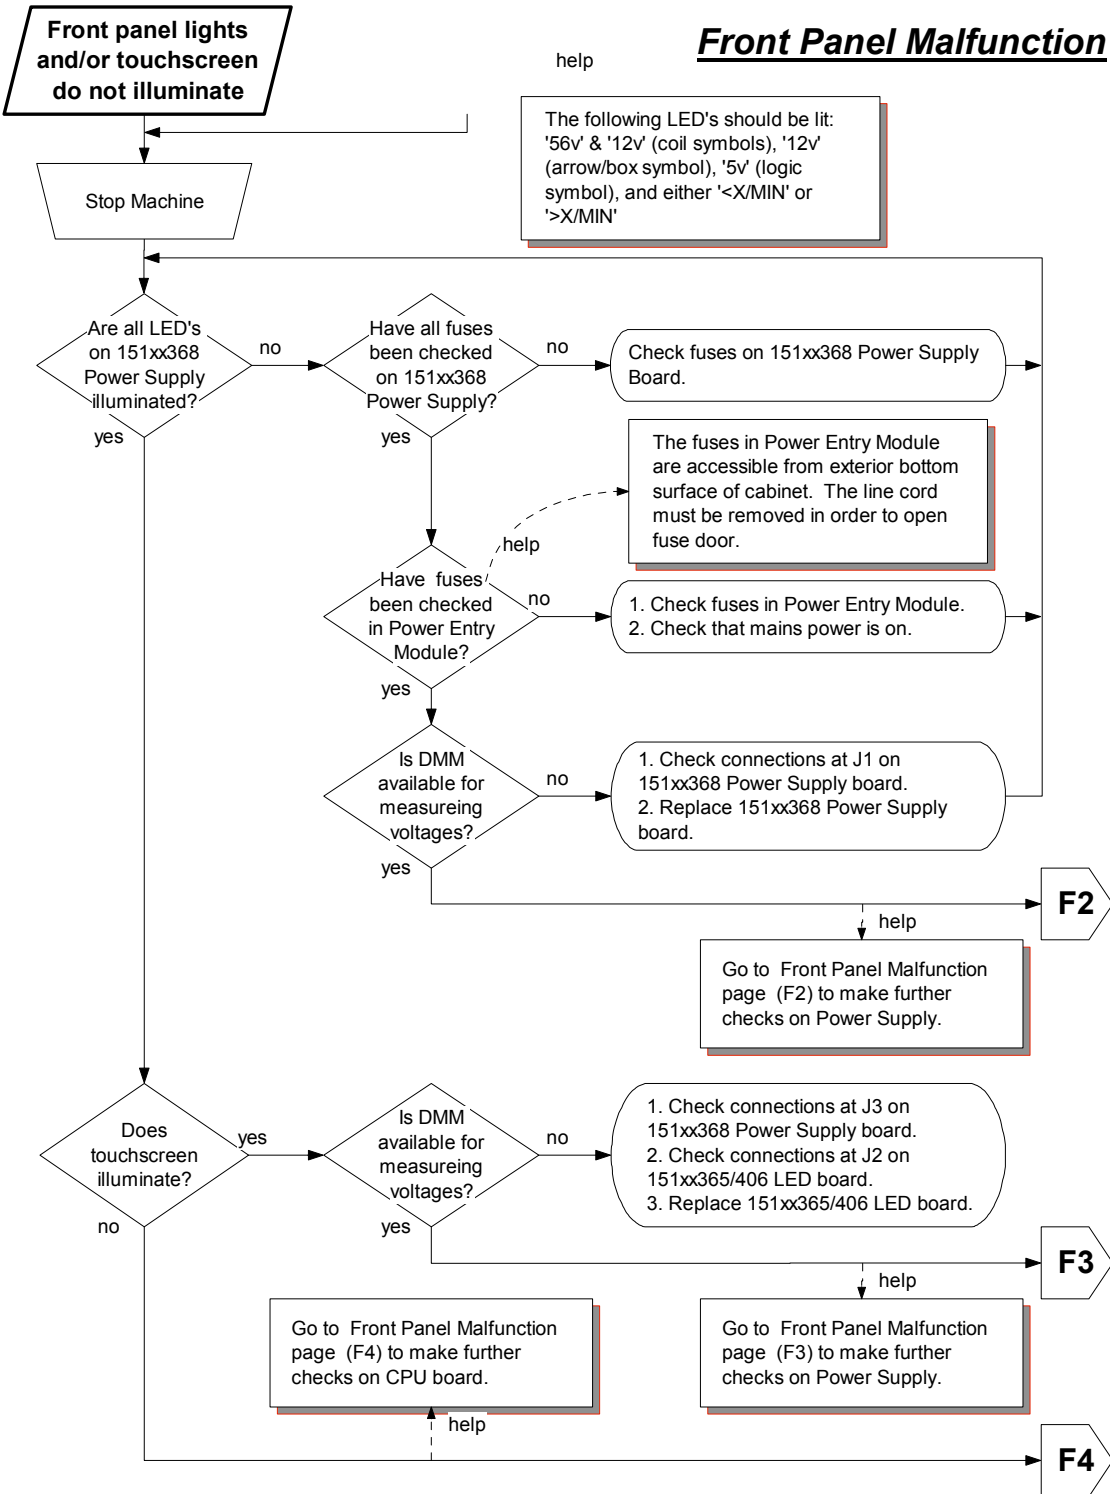 Front panel lights
and/or touchscreen
do not illuminate
Front Panel Malfunction
help
The following LED's should be lit:
'56v' & '12v' (coil symbols), '12v'
(arrow/box symbol), '5v' (logic
symbol), and either '<X/MIN' or
'>X/MIN'
Stop Machine
Are all LED's
on 151xx368
Power Supply
illuminated?
no
yes
Have all fuses
been checked
on 151xx368
Power Supply?
no
yes
Check fuses on 151xx368 Power Supply
Board.
The fuses in Power Entry Module
are accessible from exterior bottom
surface of cabinet. The line cord
must be removed in order to open
fuse door.
help
Have fuses
been checked
in Power Entry
Module?
no
yes
1. Check fuses in Power Entry Module.
2. Check that mains power is on.
Is DMM
available for
measureing
voltages?
no
yes
1. Check connections at J1 on
151xx368 Power Supply board.
2. Replace 151xx368 Power Supply
board.
F2
help
Go to Front Panel Malfunction
page (F2) to make further
checks on Power Supply.
Does
touchscreen
illuminate?
yes
no
Is DMM
available for
measureing
voltages?
no
yes
1. Check connections at J3 on
151xx368 Power Supply board.
2. Check connections at J2 on
151xx365/406 LED board.
3. Replace 151xx365/406 LED board.
F3
help
Go to Front Panel Malfunction
page (F4) to make further
checks on CPU board.
Go to Front Panel Malfunction
page (F3) to make further
checks on Power Supply.
help
F4